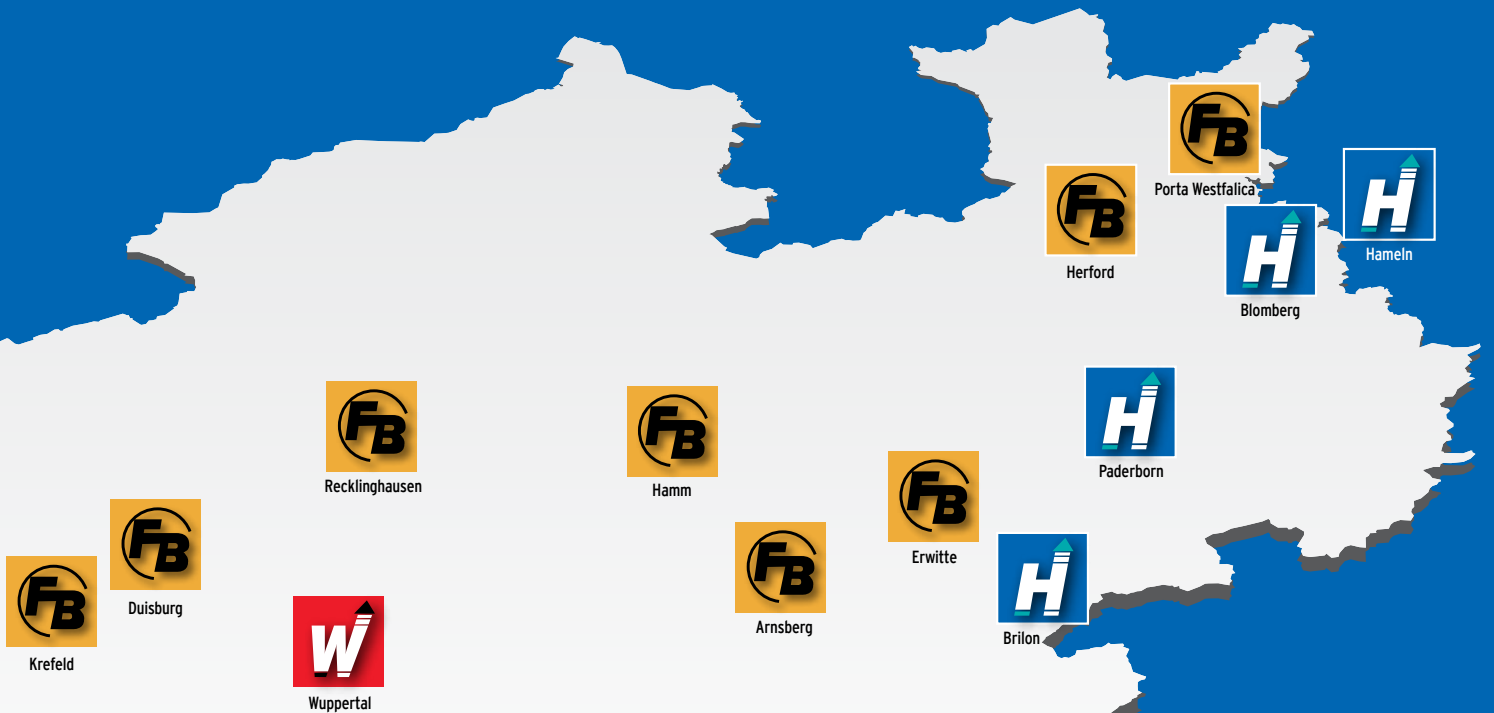 FB
Porta Westfalica
H
Hameln
FB
Herford
H
Blomberg
FB
Recklinghausen
FB
Hamm
H
Paderborn
FB
Erwitte
FB
Duisburg
FB
Krefeld
FB
Arnsberg
H
Brilon
W
Wuppertal